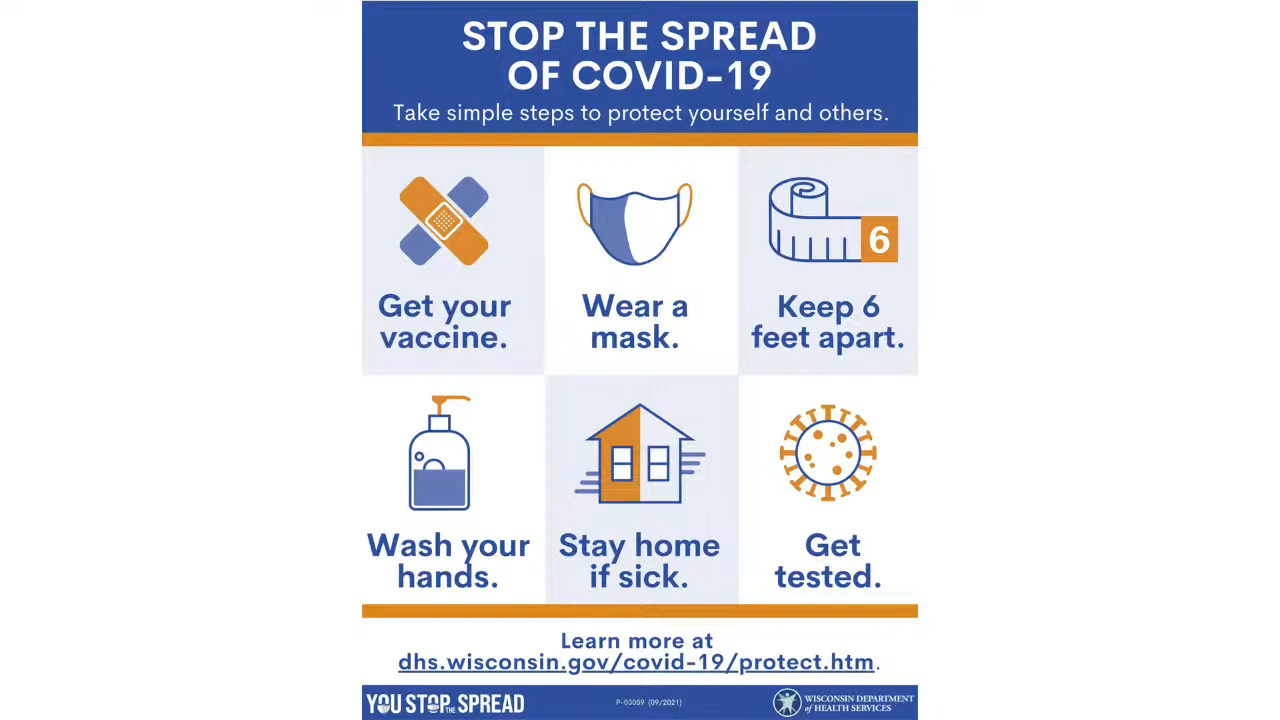 STOP THE SPREAD
OF COVID-19
Take simple steps to protect yourself and others.
Get your
vaccine.
Wear a
mask.
6
Keep 6
feet apart.
Wash your
hands.
Stay home
if sick.
Get
tested.
Learn more at
dhs.wisconsin.gov/covid-19/protect.htm.
YOU STOP THE SPREAD
P-03059 (09/2021)
WISCONSIN DEPARTMENT
of HEALTH SERVICES